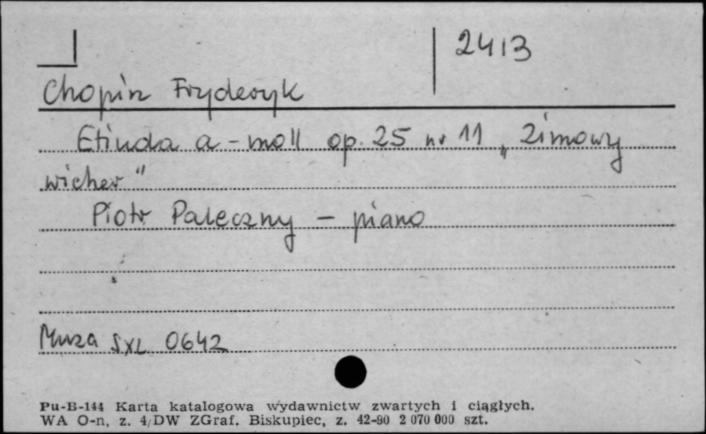 2413
Chopin Fryderyk
Etiuda a-moll op. 25 nr 11 „Zimowy
wicher"
Piotr Paleczny - piano
Muza SXL 0642
Pu-B-144 Karta katalogowa wydawnictw zwartych i ciągłych.
WA O-n, z. 4/DW ZGraf. Biskupiec, z. 42-80 2 070 000 szt.